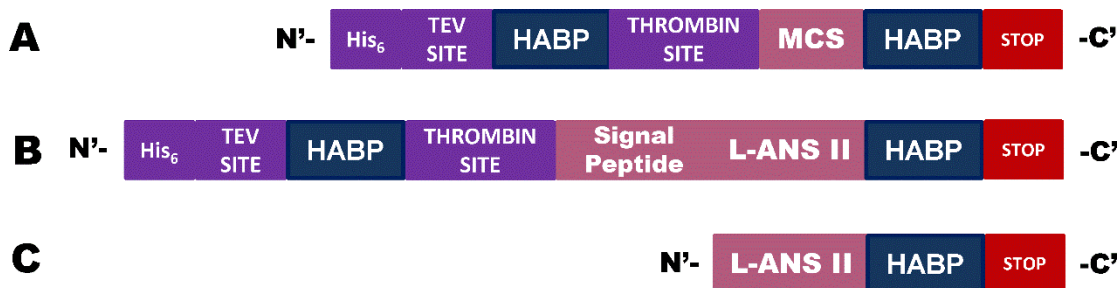 A N'- His₆ TEV SITE HABP THROMBIN SITE MCS HABP STOP -C'
B N'- His₆ TEV SITE HABP THROMBIN SITE Signal Peptide L-ANS II HABP STOP -C'
C N'- L-ANS II HABP STOP -C'